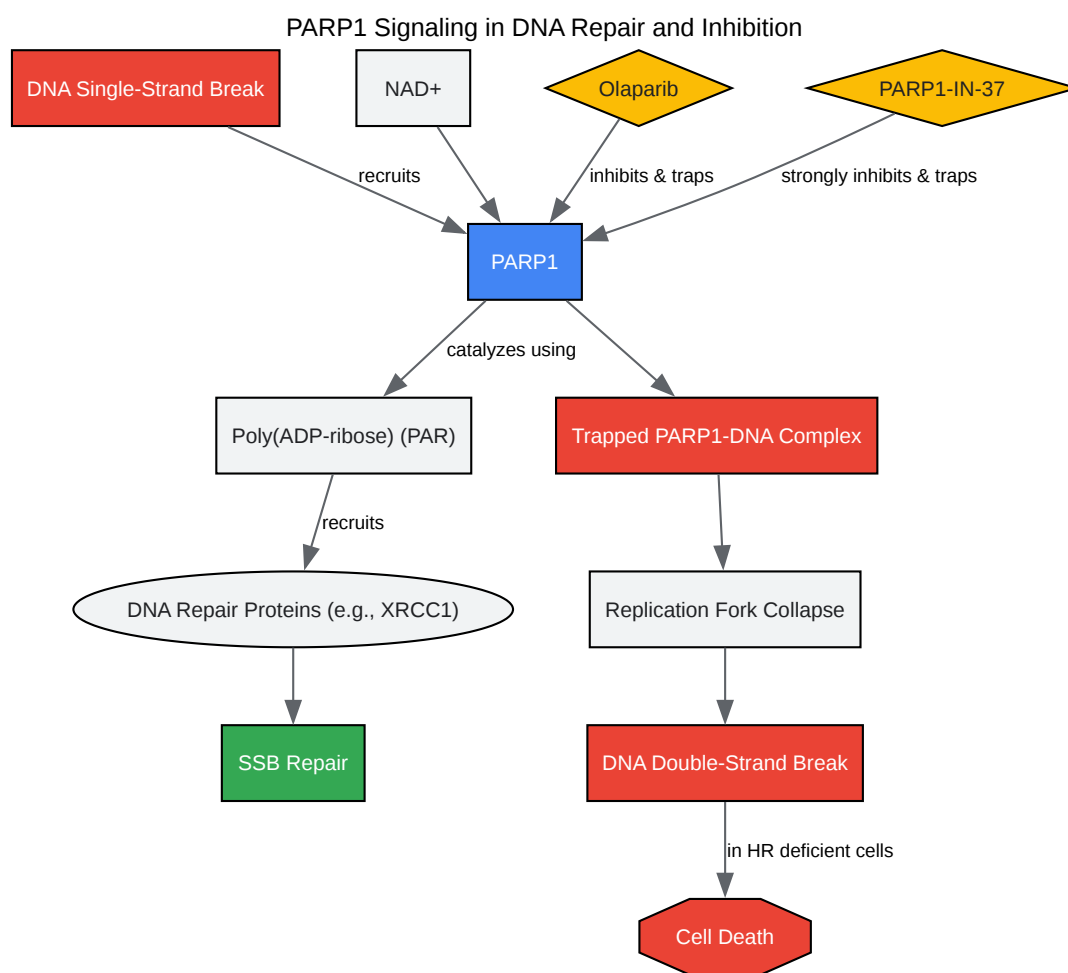 PARP1 Signaling in DNA Repair and Inhibition
DNA Single-Strand Break
NAD+
Olaparib
PARP1-IN-37
recruits
inhibits & traps
strongly inhibits & traps
PARP1
catalyzes using
Poly(ADP-ribose) (PAR)
Trapped PARP1-DNA Complex
recruits
DNA Repair Proteins (e.g., XRCC1)
Replication Fork Collapse
SSB Repair
DNA Double-Strand Break
in HR deficient cells
Cell Death